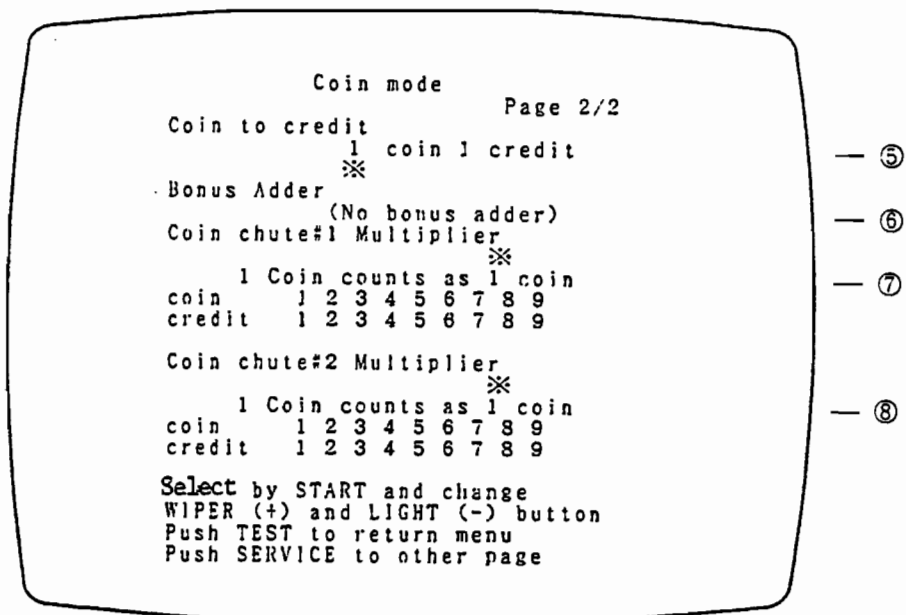 Coin mode
Page 2/2
Coin to credit
1 coin 1 credit — ⑤
※
Bonus Adder
(No bonus adder) — ⑥
Coin chute#1 Multiplier
※
1 Coin counts as 1 coin — ⑦
coin 1 2 3 4 5 6 7 8 9
credit 1 2 3 4 5 6 7 8 9
Coin chute#2 Multiplier
※
1 Coin counts as 1 coin — ⑧
coin 1 2 3 4 5 6 7 8 9
credit 1 2 3 4 5 6 7 8 9
Select by START and change
WIPER (+) and LIGHT (-) button
Push TEST to return menu
Push SERVICE to other page